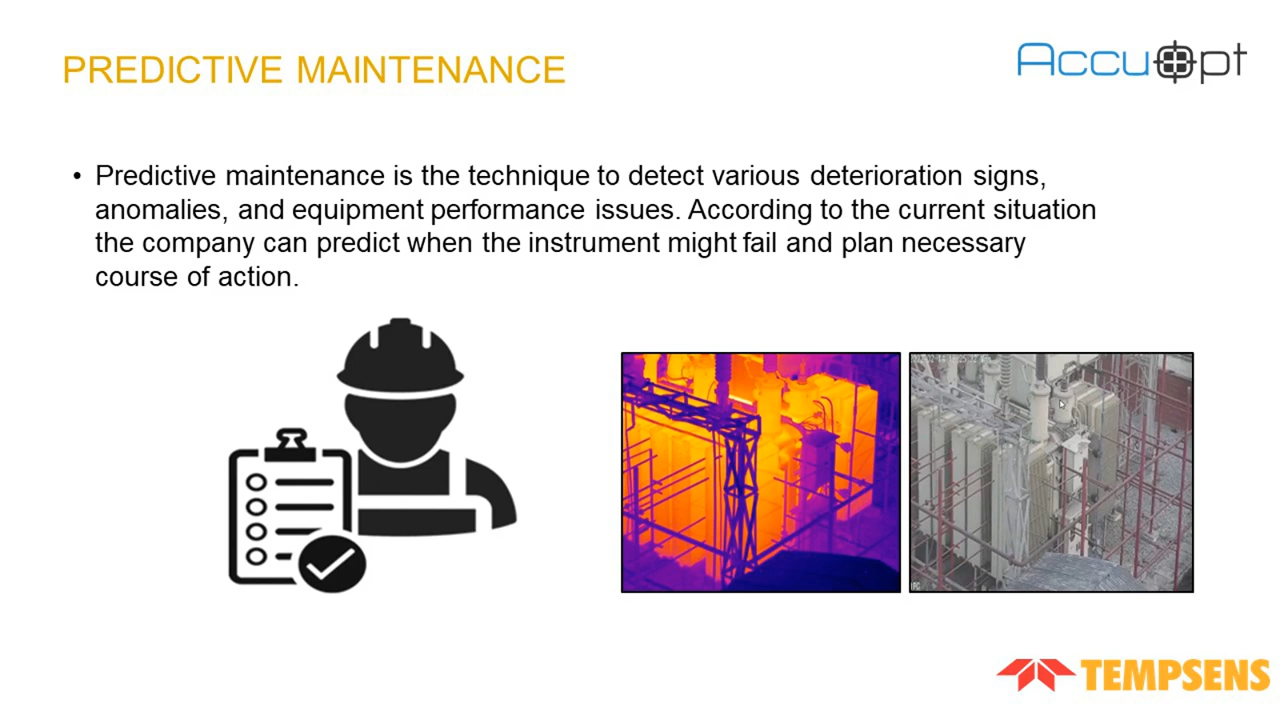 PREDICTIVE MAINTENANCE
AccuOpt
• Predictive maintenance is the technique to detect various deterioration signs,
anomalies, and equipment performance issues. According to the current situation
the company can predict when the instrument might fail and plan necessary
course of action.
TEMPSENS